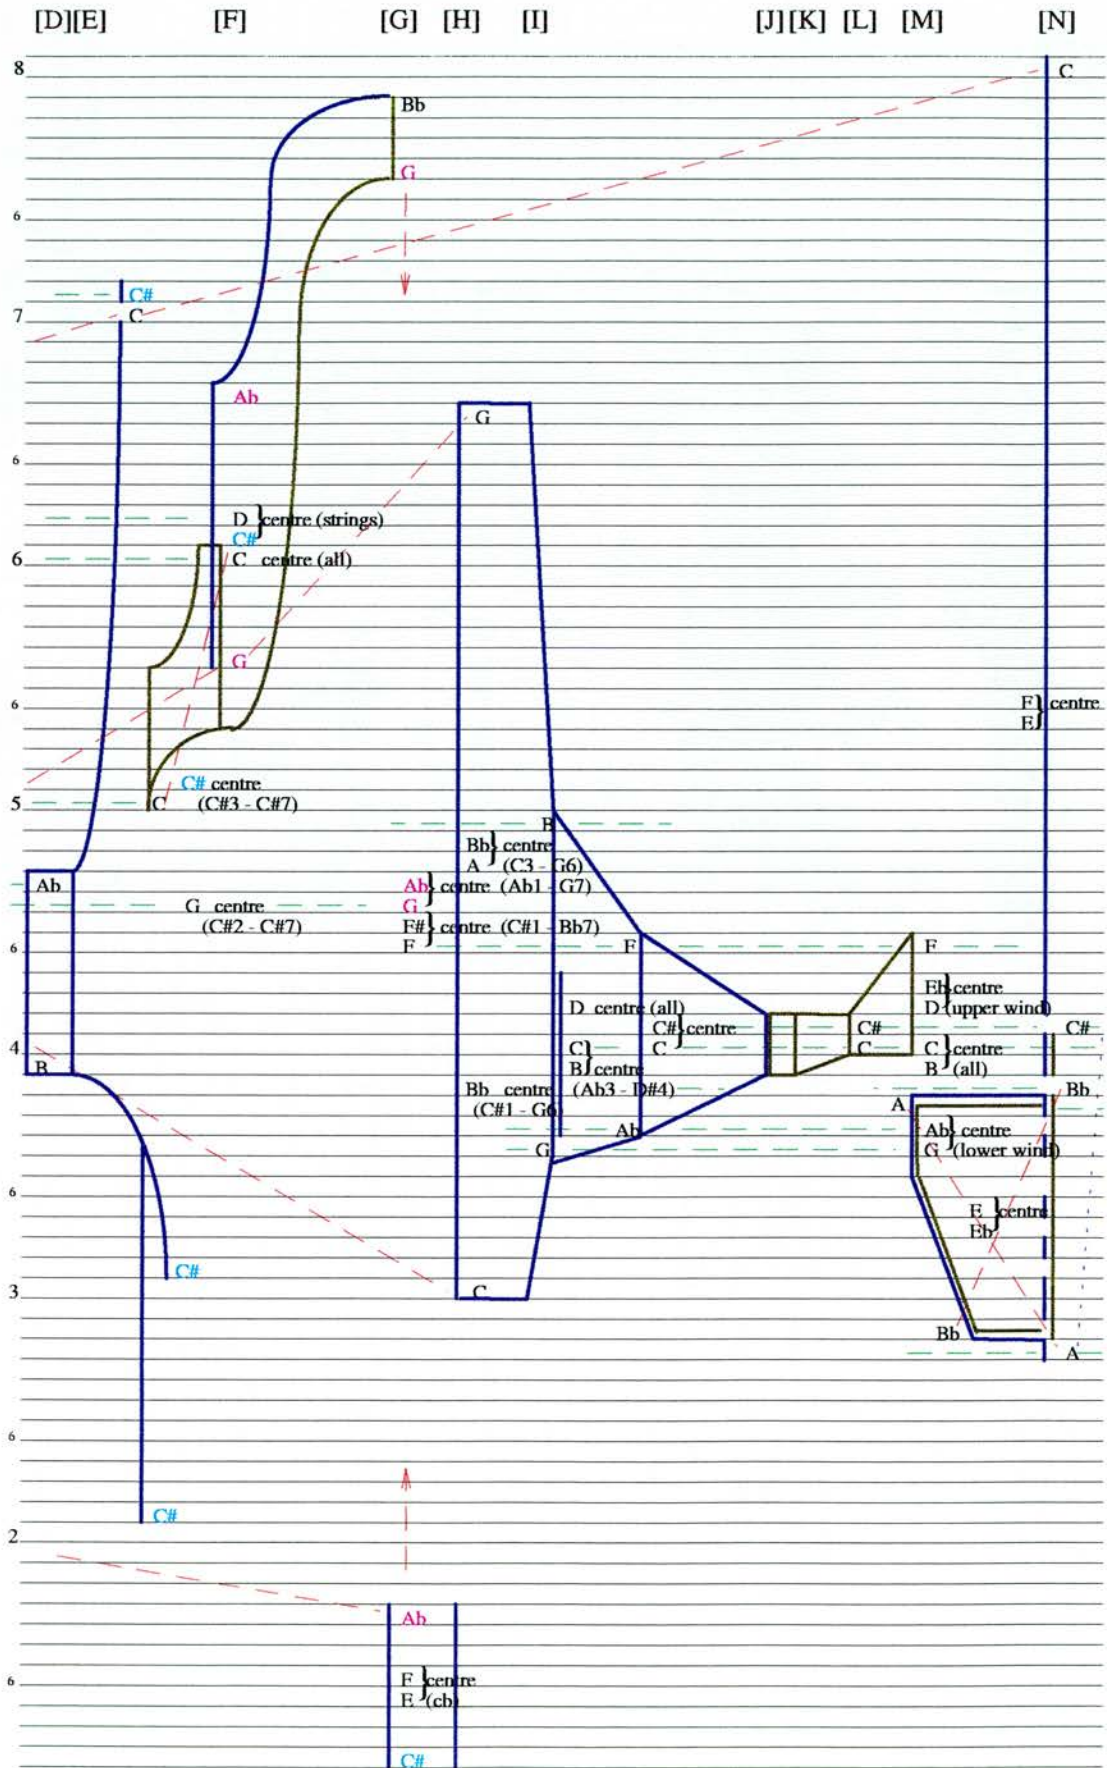 [D][E] [F] [G] [H] [I] [J][K] [L] [M] [N]
8
C
Bb
G
6
C#
7 C
Ab
G
6
D } centre (strings)
C#
6 C centre (all)
G
6
F } centre
E
C# centre
C (C#3 - C#7)
5
B
Bb } centre
A (C3 - G6)
Ab
Ab } centre (Ab1 - G7)
G
G centre
(C#2 - C#7)
F# } centre (C#1 - Bb7)
F
6 F F
Eb } centre
D (upper wind)
D centre (all)
C# } centre
C
C#
C
C#
C } centre
B (Ab3 - D#4)
C } centre
B (all)
4
B
Bb centre
(C#1 - G6)
Bb
A
Ab
G
Ab } centre
G (lower wind)
6
E } centre
Eb
C#
3 C
Bb
A
6
C#
2
Ab
6 F } centre
E (cb)
C#